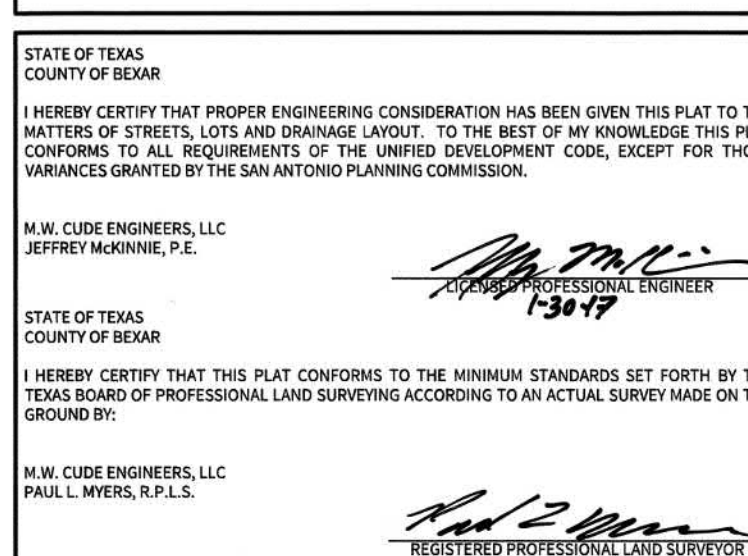 STATE OF TEXAS
COUNTY OF BEXAR
I HEREBY CERTIFY THAT PROPER ENGINEERING CONSIDERATION HAS BEEN GIVEN THIS PLAT TO T
MATTERS OF STREETS, LOTS AND DRAINAGE LAYOUT. TO THE BEST OF MY KNOWLEDGE THIS PL
CONFORMS TO ALL REQUIREMENTS OF THE UNIFIED DEVELOPMENT CODE, EXCEPT FOR THO
VARIANCES GRANTED BY THE SAN ANTONIO PLANNING COMMISSION.
M.W. CUDE ENGINEERS, LLC
JEFFREY McKINNIE, P.E.
LICENSED PROFESSIONAL ENGINEER
1-30-17
STATE OF TEXAS
COUNTY OF BEXAR
I HEREBY CERTIFY THAT THIS PLAT CONFORMS TO THE MINIMUM STANDARDS SET FORTH BY T
TEXAS BOARD OF PROFESSIONAL LAND SURVEYING ACCORDING TO AN ACTUAL SURVEY MADE ON T
GROUND BY:
M.W. CUDE ENGINEERS, LLC
PAUL L. MYERS, R.P.L.S.
REGISTERED PROFESSIONAL LAND SURVEYOR